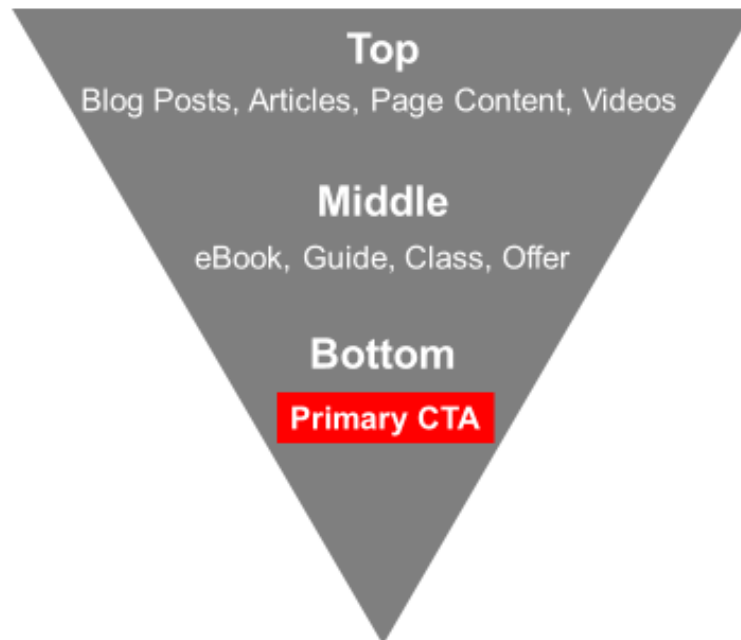 Top
Blog Posts, Articles, Page Content, Videos
Middle
eBook, Guide, Class, Offer
Bottom
Primary CTA